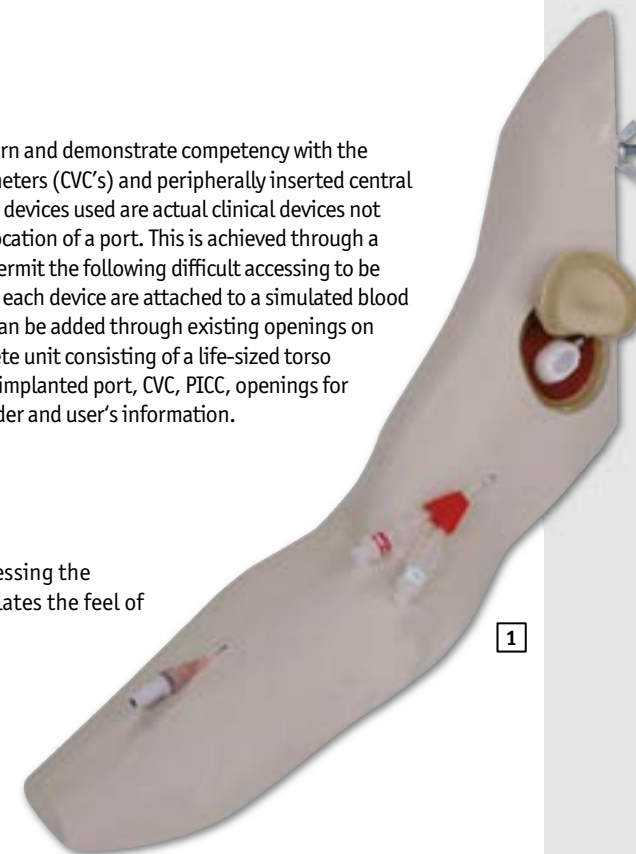 rn and demonstrate competency with the
neters (CVC's) and peripherally inserted central
devices used are actual clinical devices not
ocation of a port. This is achieved through a
ermit the following difficult accessing to be
each device are attached to a simulated blood
an be added through existing openings on
ete unit consisting of a life-sized torso
implanted port, CVC, PICC, openings for
der and user‘s information.
essing the
lates the feel of
1